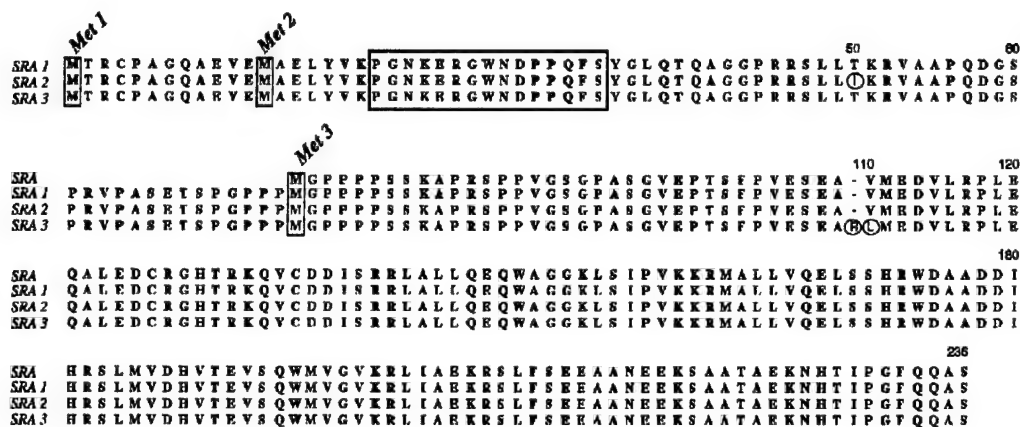 Met 1
Met 2
50 60
SRA 1 M T R C P A G Q A E V E M A E L Y V K P G N K E R G W N D P P Q F S Y G L Q T Q A G G P R R S L L T K R V A A P Q D G S
SRA 2 M T R C P A G Q A E V E M A E L Y V K P G N K E R G W N D P P Q F S Y G L Q T Q A G G P R R S L L I K R V A A P Q D G S
SRA 3 M T R C P A G Q A E V E M A E L Y V K P G N K E R G W N D P P Q F S Y G L Q T Q A G G P R R S L L T K R V A A P Q D G S
Met 3
110 120
SRA M G P P P P S S K A P R S P P V G S G P A S G V E P T S F P V E S E A - V M E D V L R P L E
SRA 1 P R V P A S E T S P G P P P M G P P P P S S K A P R S P P V G S G P A S G V E P T S F P V E S E A - V M E D V L R P L E
SRA 2 P R V P A S E T S P G P P P M G P P P P S S K A P R S P P V G S G P A S G V E P T S F P V E S E A - V M E D V L R P L E
SRA 3 P R V P A S E T S P G P P P M G P P P P S S K A P R S P P V G S G P A S G V E P T S F P V E S E A R L M E D V L R P L E
180
SRA Q A L E D C R G H T R K Q V C D D I S R R L A L L Q E Q W A G G K L S I P V K K R M A L L V Q E L S S H R W D A A D D I
SRA 1 Q A L E D C R G H T R K Q V C D D I S R R L A L L Q E Q W A G G K L S I P V K K R M A L L V Q E L S S H R W D A A D D I
SRA 2 Q A L E D C R G H T R K Q V C D D I S R R L A L L Q E Q W A G G K L S I P V K K R M A L L V Q E L S S H R W D A A D D I
SRA 3 Q A L E D C R G H T R K Q V C D D I S R R L A L L Q E Q W A G G K L S I P V K K R M A L L V Q E L S S H R W D A A D D I
236
SRA H R S L M V D H V T E V S Q W M V G V K R L I A E K R S L F S E E A A N E E K S A A T A E K N H T I P G F Q Q A S
SRA 1 H R S L M V D H V T E V S Q W M V G V K R L I A E K R S L F S E E A A N E E K S A A T A E K N H T I P G F Q Q A S
SRA 2 H R S L M V D H V T E V S Q W M V G V K R L I A E K R S L F S E E A A N E E K S A A T A E K N H T I P G F Q Q A S
SRA 3 H R S L M V D H V T E V S Q W M V G V K R L I A E K R S L F S E E A A N E E K S A A T A E K N H T I P G F Q Q A S